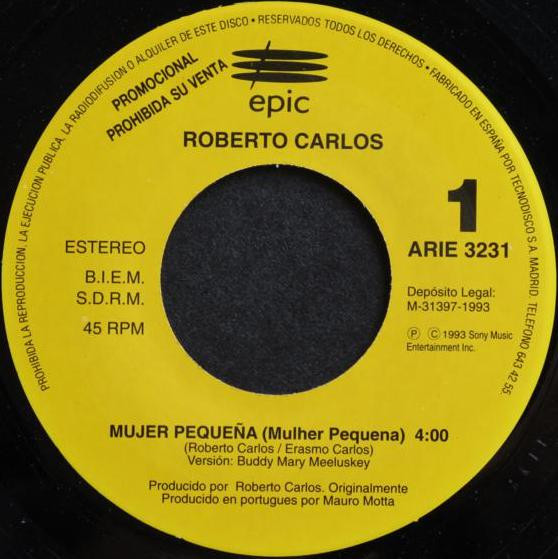 PROHIBIDA LA REPRODUCCION, LA EJECUCION PUBLICA, LA RADIODIFUSION O ALQUILER DE ESTE DISCO • RESERVADOS TODOS LOS DERECHOS • FABRICADO EN ESPAÑA POR TECNODISCO S.A. MADRID. TELEFONO 643 42 55.
PROMOCIONAL
PROHIBIDA SU VENTA
epic
ROBERTO CARLOS
1
ESTEREO
ARIE 3231
B.I.E.M.
S.D.R.M.
Depósito Legal:
M-31397-1993
45 RPM
Ⓟ Ⓒ 1993 Sony Music
Entertainment Inc.
MUJER PEQUEÑA (Mulher Pequena) 4:00
(Roberto Carlos / Erasmo Carlos)
Versión: Buddy Mary Meeluskey
Producido por Roberto Carlos. Originalmente
Producido en portugues por Mauro Motta